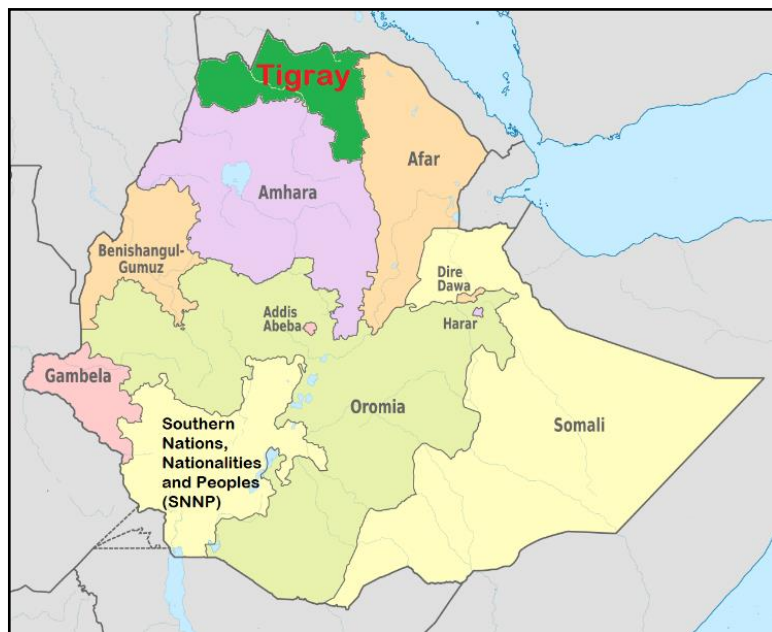 Tigray
Afar
Amhara
Benishangul-
Gumuz
Dire
Dawa
Addis
Abeba
Harar
Gambela
Oromia
Somali
Southern
Nations,
Nationalities
and Peoples
(SNNP)